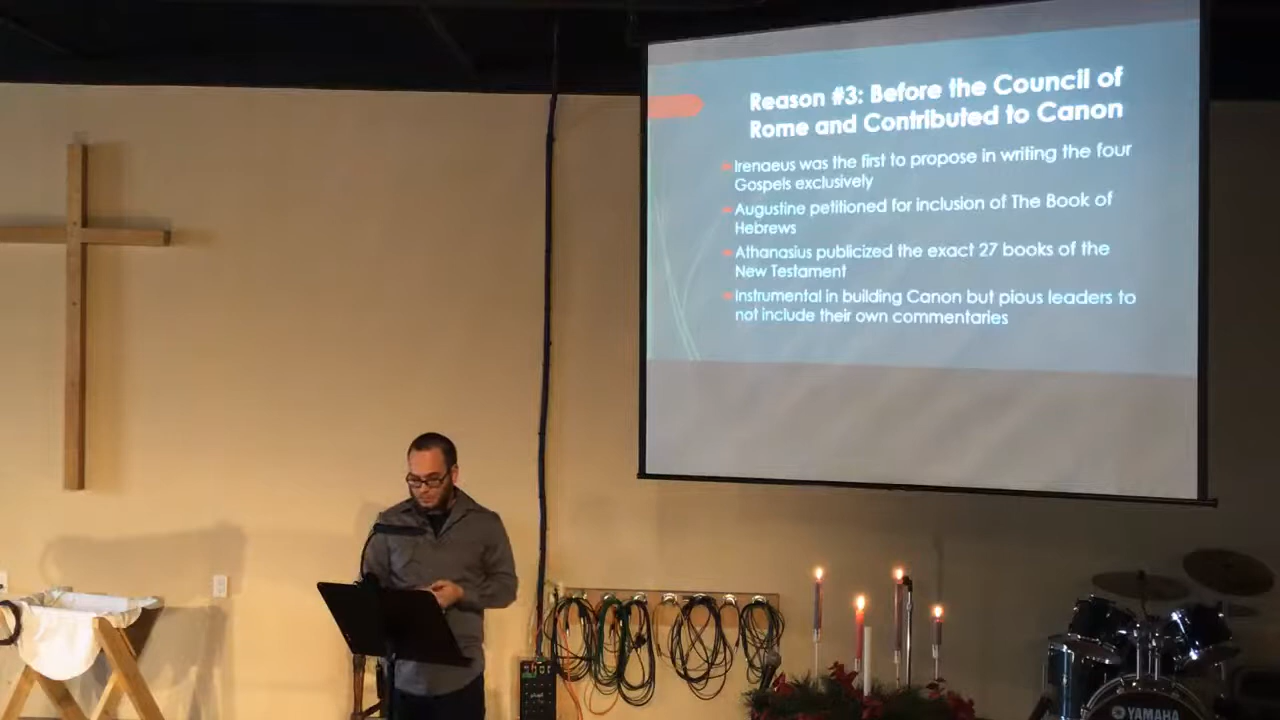 Reason #3: Before the Council of
Rome and Contributed to Canon
Irenaeus was the first to propose in writing the four
Gospels exclusively
Augustine petitioned for inclusion of The Book of
Hebrews
Athanasius publicized the exact 27 books of the
New Testament
Instrumental in building Canon but pious leaders to
not include their own commentaries
YAMAHA